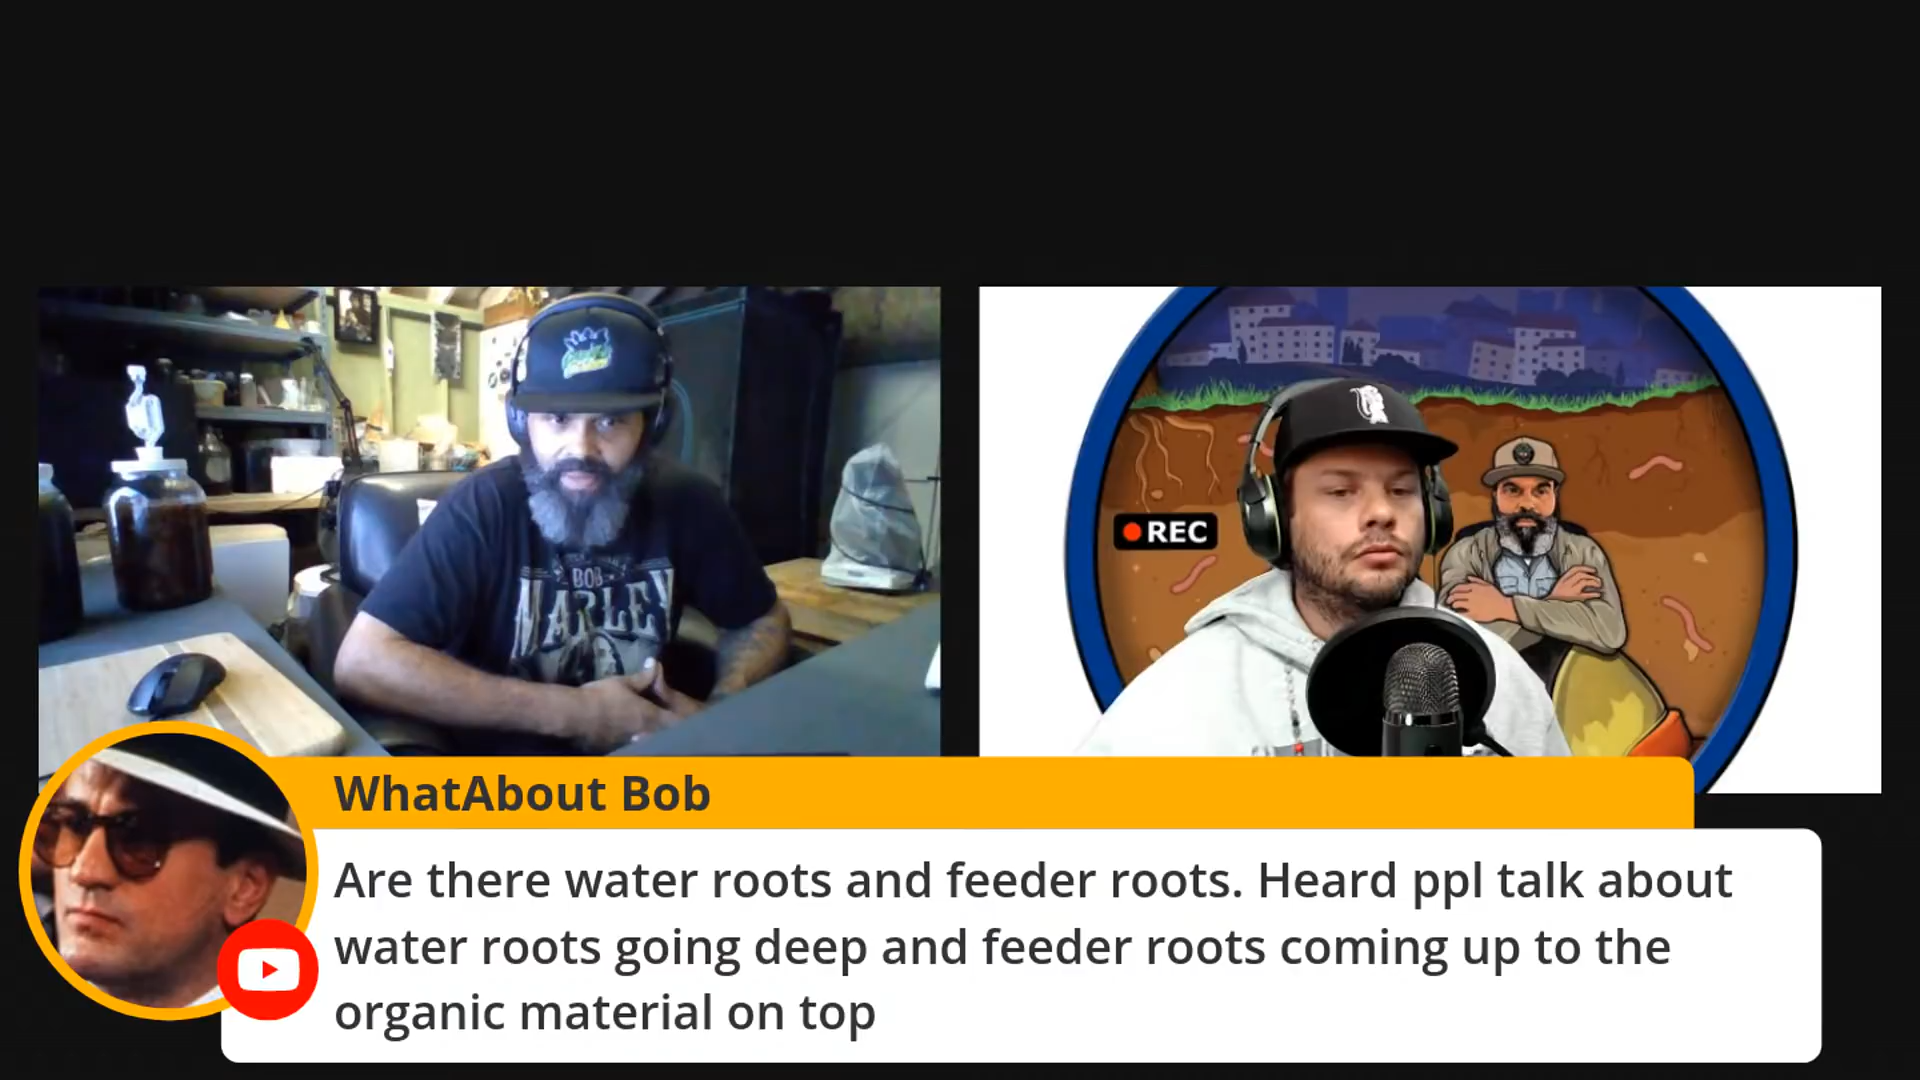 BOB
MARLEY
REC
WhatAbout Bob
Are there water roots and feeder roots. Heard ppl talk about
water roots going deep and feeder roots coming up to the
organic material on top